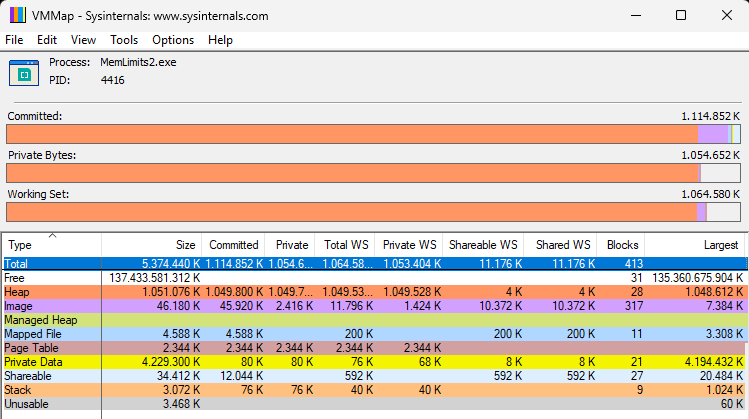 VMMap - Sysinternals: www.sysinternals.com
File Edit View Tools Options Help
Process: MemLimits2.exe
PID: 4416
Committed: 1.114.852 K
Private Bytes: 1.054.652 K
Working Set: 1.064.580 K
Type Size Committed Private Total WS Private WS Shareable WS Shared WS Blocks Largest
Total 5.374.440 K 1.114.852 K 1.054.6... 1.064.58... 1.053.404 K 11.176 K 11.176 K 413
Free 137.433.581.312 K 31 135.360.675.904 K
Heap 1.051.076 K 1.049.800 K 1.049.7... 1.049.53... 1.049.528 K 4 K 4 K 28 1.048.612 K
Image 46.180 K 45.920 K 2.416 K 11.796 K 1.424 K 10.372 K 10.372 K 317 7.384 K
Managed Heap
Mapped File 4.588 K 4.588 K 200 K 200 K 200 K 11 3.308 K
Page Table 2.344 K 2.344 K 2.344 K 2.344 K 2.344 K
Private Data 4.229.300 K 80 K 80 K 76 K 68 K 8 K 8 K 21 4.194.432 K
Shareable 34.412 K 12.044 K 592 K 592 K 592 K 27 20.484 K
Stack 3.072 K 76 K 76 K 40 K 40 K 9 1.024 K
Unusable 3.468 K 60 K